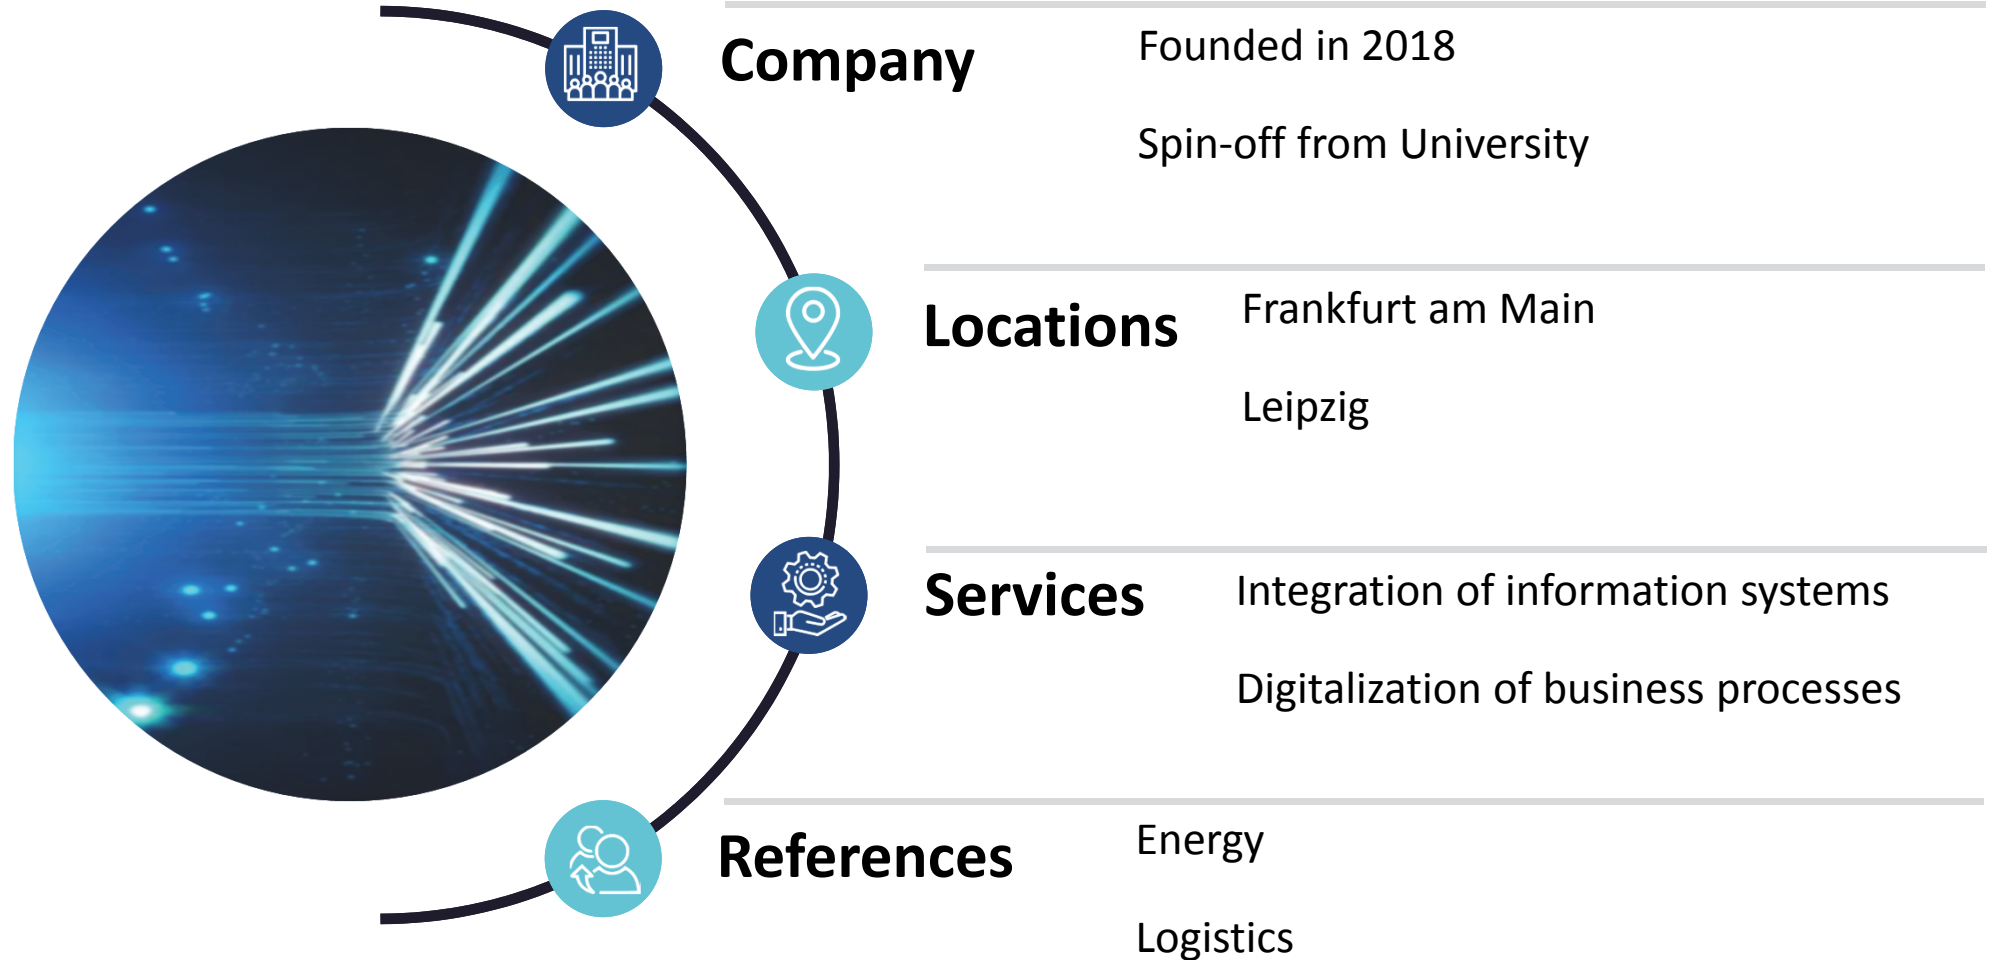 Company
Founded in 2018
Spin-off from University
Locations
Frankfurt am Main
Leipzig
Services
Integration of information systems
Digitalization of business processes
References
Energy
Logistics